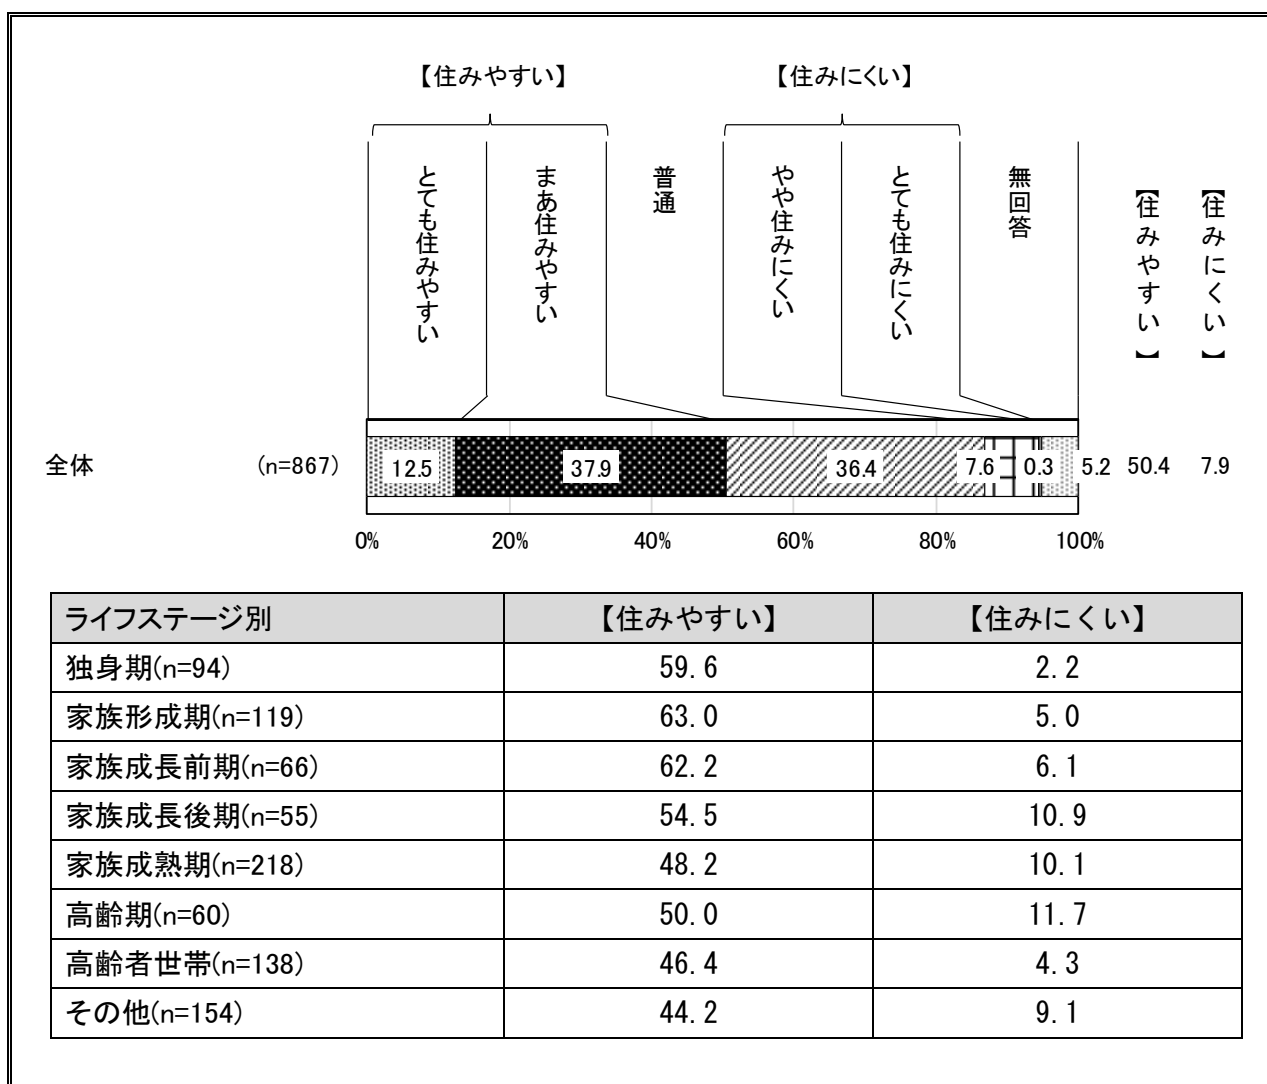 【住みやすい】 【住みにくい】
とても住みやすい
まあ住みやすい
普通
やや住みにくい
とても住みにくい
無回答
【住みやすい】
【住みにくい】
全体 (n=867) 12.5 37.9 36.4 7.6 0.3 5.2 50.4 7.9
0% 20% 40% 60% 80% 100%
ライフステージ別 【住みやすい】 【住みにくい】
独身期(n=94) 59.6 2.2
家族形成期(n=119) 63.0 5.0
家族成長前期(n=66) 62.2 6.1
家族成長後期(n=55) 54.5 10.9
家族成熟期(n=218) 48.2 10.1
高齢期(n=60) 50.0 11.7
高齢者世帯(n=138) 46.4 4.3
その他(n=154) 44.2 9.1